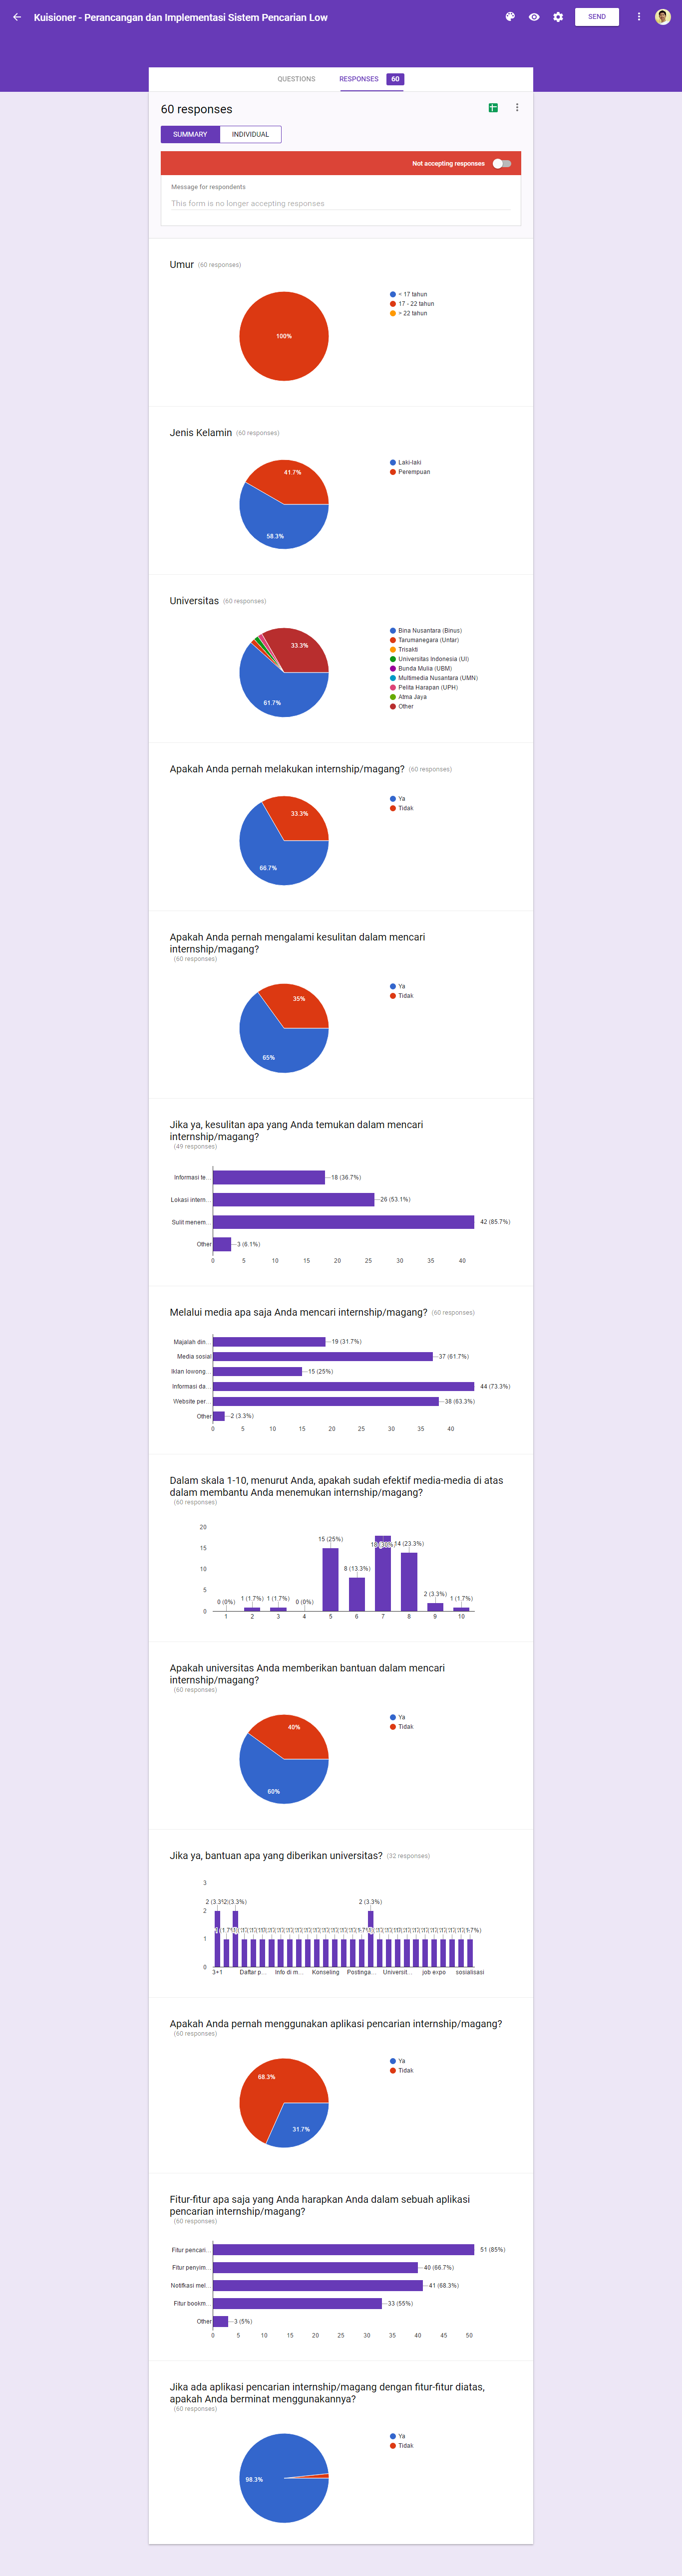 Kuisioner - Perancangan dan Implementasi Sistem Pencarian Low
SEND
QUESTIONS RESPONSES 60
60 responses
SUMMARY INDIVIDUAL
Not accepting responses
Message for respondents
This form is no longer accepting responses
Umur (60 responses)
100%
< 17 tahun
17 - 22 tahun
> 22 tahun
Jenis Kelamin (60 responses)
41.7%
58.3%
Laki-laki
Perempuan
Universitas (60 responses)
33.3%
61.7%
Bina Nusantara (Binus)
Tarumanegara (Untar)
Trisakti
Universitas Indonesia (UI)
Bunda Mulia (UBM)
Multimedia Nusantara (UMN)
Pelita Harapan (UPH)
Atma Jaya
Other
Apakah Anda pernah melakukan internship/magang? (60 responses)
33.3%
66.7%
Ya
Tidak
Apakah Anda pernah mengalami kesulitan dalam mencari
internship/magang?
(60 responses)
35%
65%
Ya
Tidak
Jika ya, kesulitan apa yang Anda temukan dalam mencari
internship/magang?
(49 responses)
Informasi te... 18 (36.7%)
Lokasi intern... 26 (53.1%)
Sulit menem... 42 (85.7%)
Other 3 (6.1%)
0 5 10 15 20 25 30 35 40
Melalui media apa saja Anda mencari internship/magang? (60 responses)
Majalah din... 19 (31.7%)
Media sosial 37 (61.7%)
Iklan lowong... 15 (25%)
Informasi da... 44 (73.3%)
Website per... 38 (63.3%)
Other 2 (3.3%)
0 5 10 15 20 25 30 35 40
Dalam skala 1-10, menurut Anda, apakah sudah efektif media-media di atas
dalam membantu Anda menemukan internship/magang?
(60 responses)
20
15
10
5
0
0 (0%) 1 (1.7%) 1 (1.7%) 0 (0%) 15 (25%) 8 (13.3%) 18 (30%) 14 (23.3%) 2 (3.3%) 1 (1.7%)
1 2 3 4 5 6 7 8 9 10
Apakah universitas Anda memberikan bantuan dalam mencari
internship/magang?
(60 responses)
40%
60%
Ya
Tidak
Jika ya, bantuan apa yang diberikan universitas? (32 responses)
3
2
1
0
2 (3.3%) 2 (3.3%)
3+1 Daftar p... Info di m... Konseling Postinga... Universit... job expo sosialisasi
Apakah Anda pernah menggunakan aplikasi pencarian internship/magang?
(60 responses)
68.3%
31.7%
Ya
Tidak
Fitur-fitur apa saja yang Anda harapkan Anda dalam sebuah aplikasi
pencarian internship/magang?
(60 responses)
Fitur pencari... 51 (85%)
Fitur penyim... 40 (66.7%)
Notifkasi mel... 41 (68.3%)
Fitur bookm... 33 (55%)
Other 3 (5%)
0 5 10 15 20 25 30 35 40 45 50
Jika ada aplikasi pencarian internship/magang dengan fitur-fitur diatas,
apakah Anda berminat menggunakannya?
(60 responses)
98.3%
Ya
Tidak